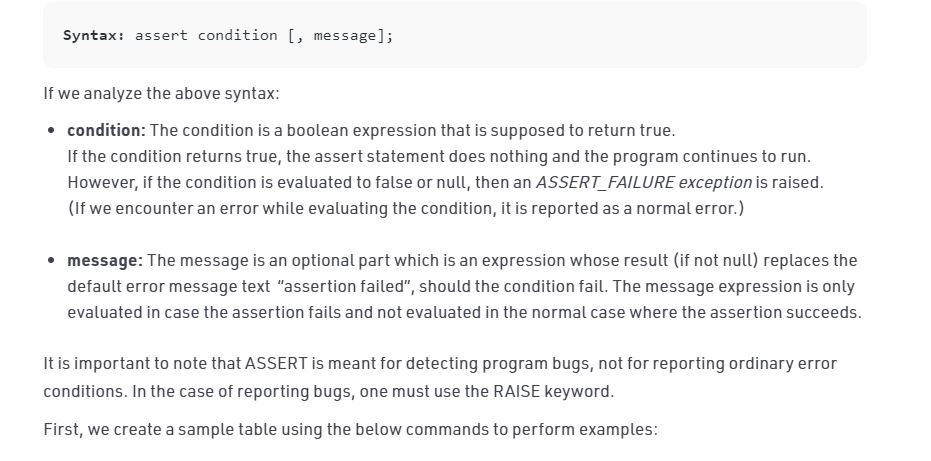 Syntax: assert condition [, message];
If we analyze the above syntax:
• condition: The condition is a boolean expression that is supposed to return true.
If the condition returns true, the assert statement does nothing and the program continues to run.
However, if the condition is evaluated to false or null, then an ASSERT_FAILURE exception is raised.
(If we encounter an error while evaluating the condition, it is reported as a normal error.)
• message: The message is an optional part which is an expression whose result (if not null) replaces the
default error message text “assertion failed”, should the condition fail. The message expression is only
evaluated in case the assertion fails and not evaluated in the normal case where the assertion succeeds.
It is important to note that ASSERT is meant for detecting program bugs, not for reporting ordinary error
conditions. In the case of reporting bugs, one must use the RAISE keyword.
First, we create a sample table using the below commands to perform examples: